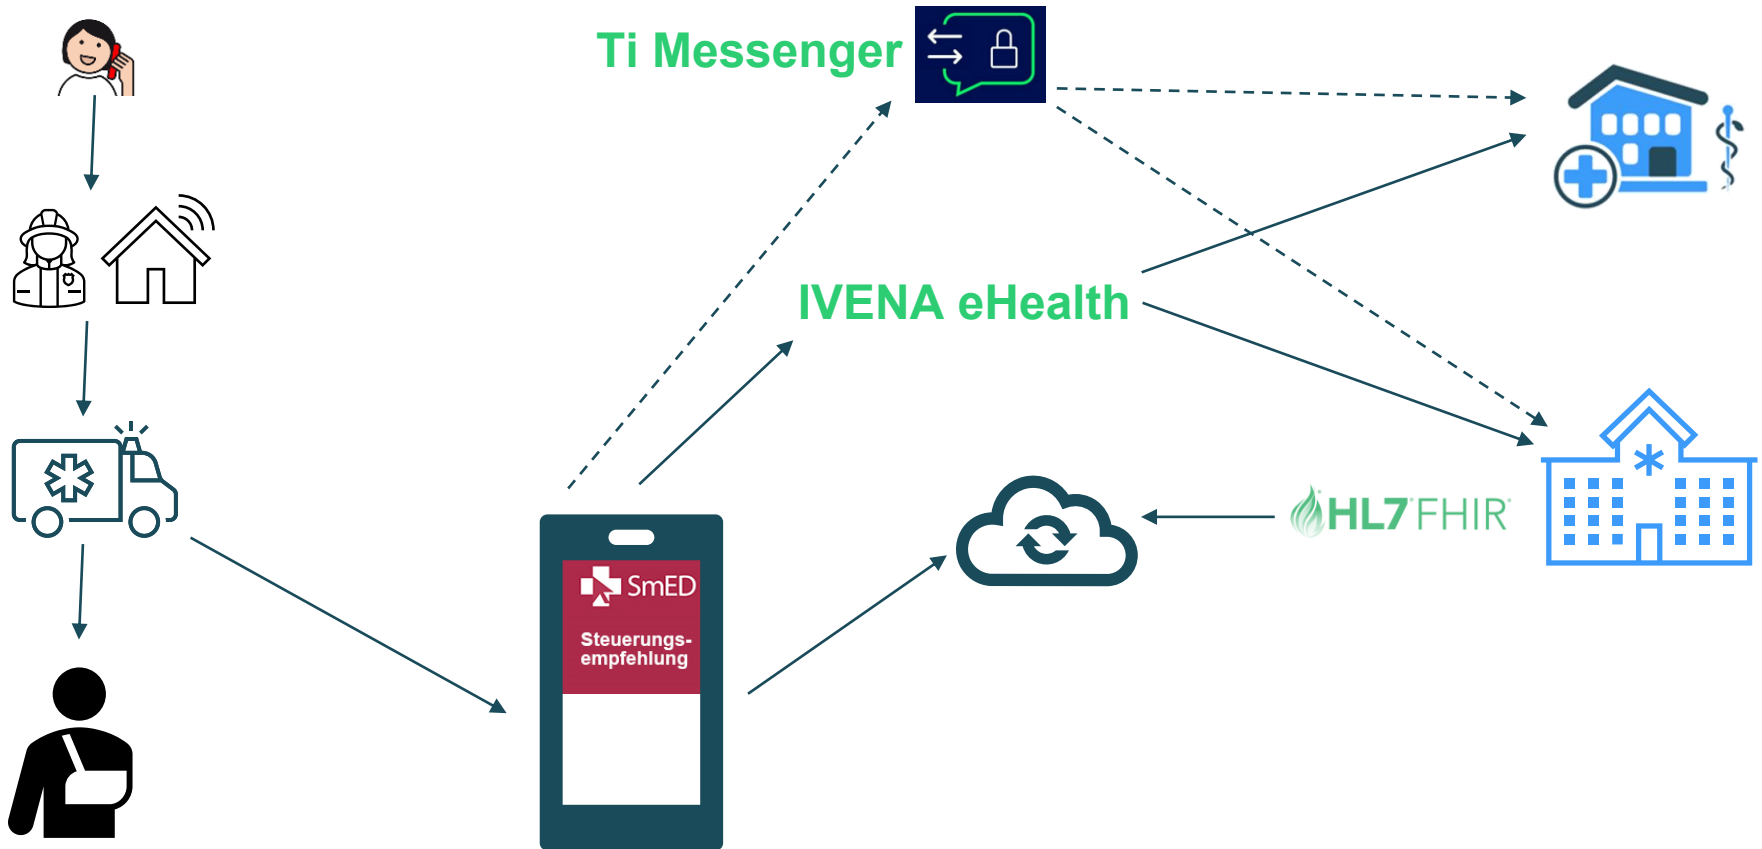 Ti Messenger
IVENA eHealth
HL7 FHIR
SmED
Steuerungs-
empfehlung